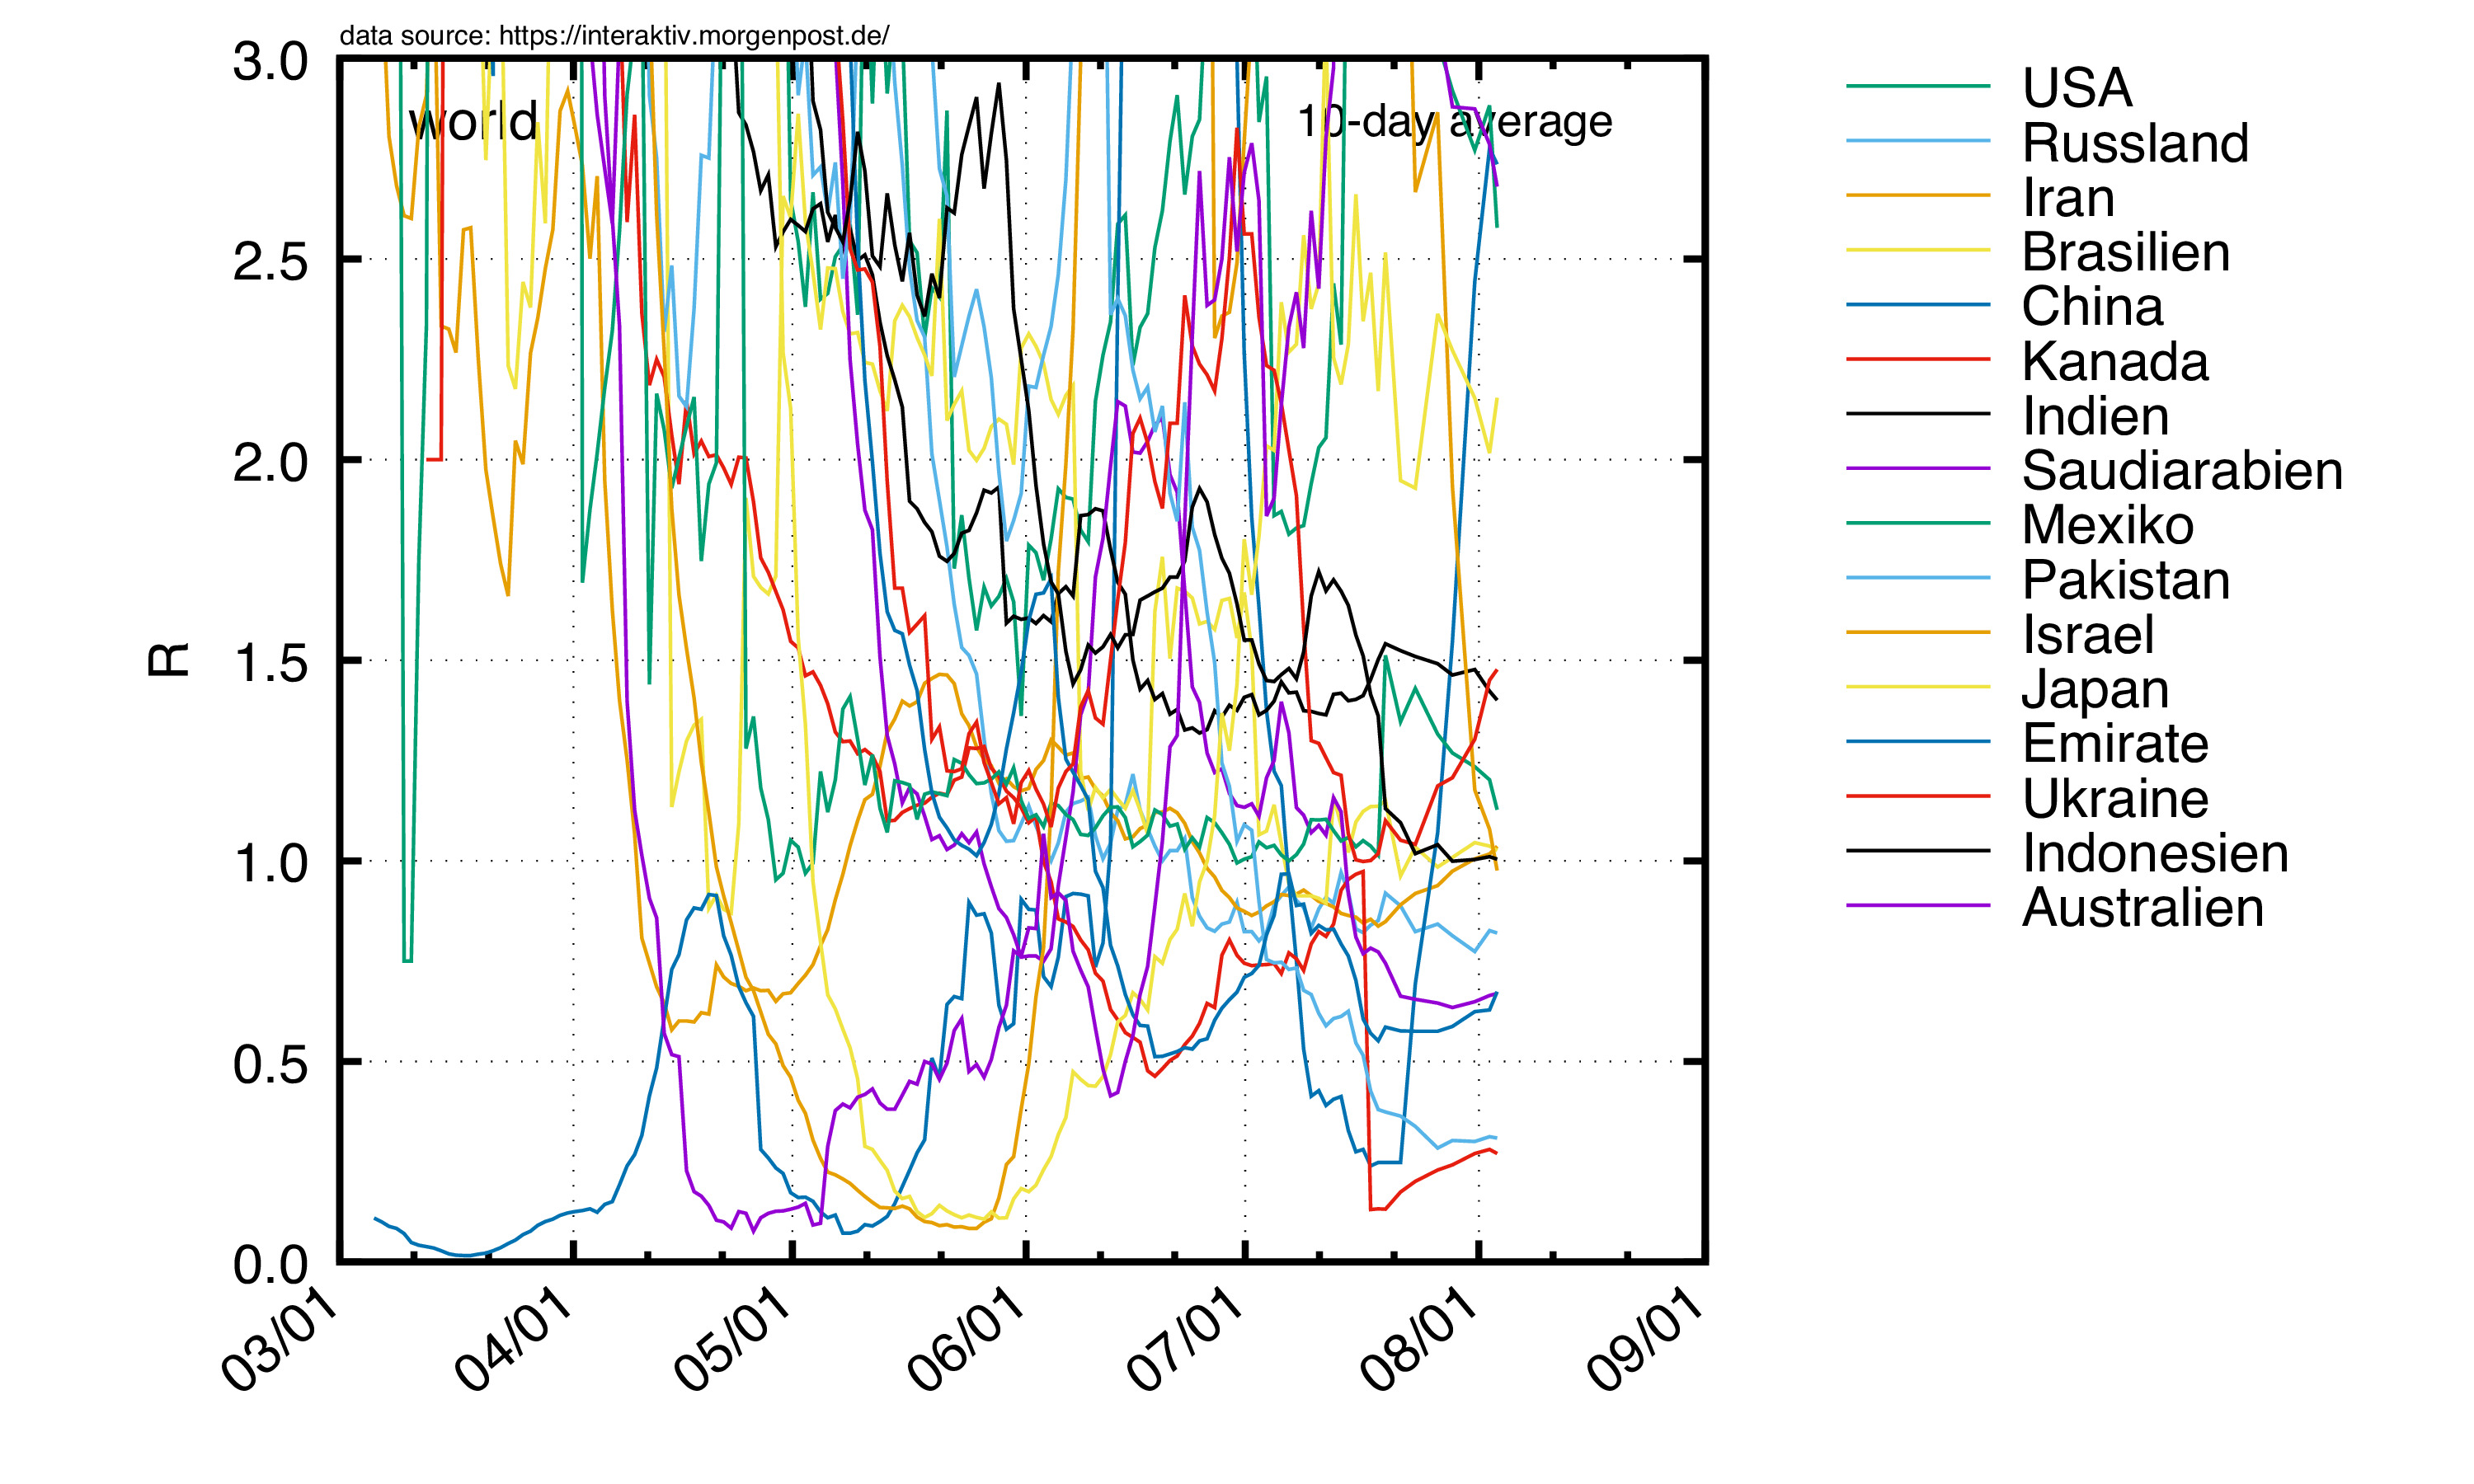 data source: https://interaktiv.morgenpost.de/
world
10-day average
R
3.0
2.5
2.0
1.5
1.0
0.5
0.0
03/01
04/01
05/01
06/01
07/01
08/01
09/01
USA
Russland
Iran
Brasilien
China
Kanada
Indien
Saudiarabien
Mexiko
Pakistan
Israel
Japan
Emirate
Ukraine
Indonesien
Australien